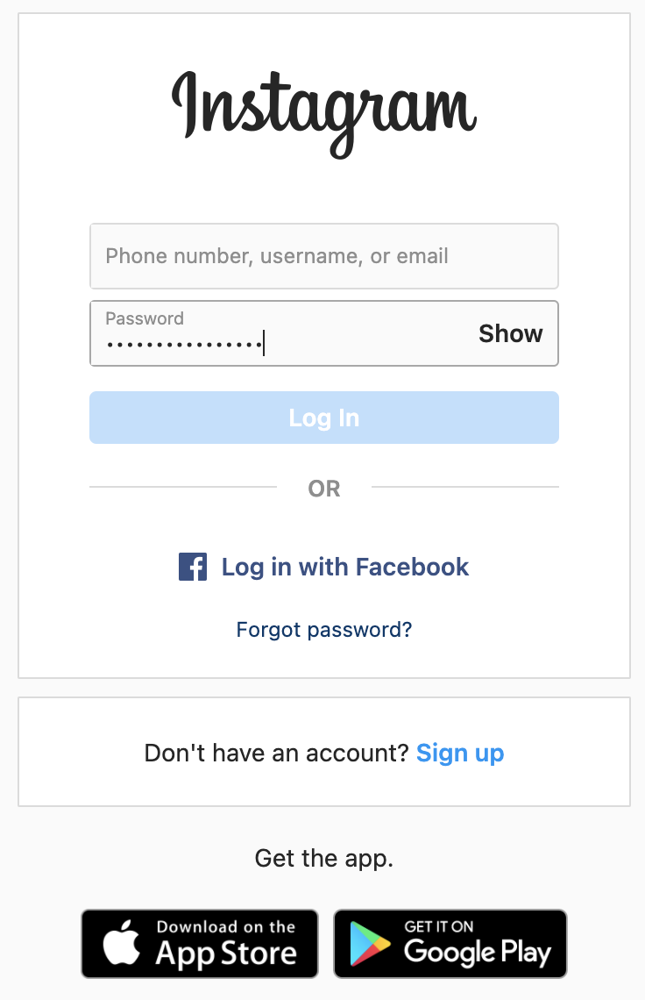 Instagram
Phone number, username, or email
Password
••••••••••••••••
Show
Log In
OR
Log in with Facebook
Forgot password?
Don't have an account? Sign up
Get the app.
Download on the
App Store
GET IT ON
Google Play